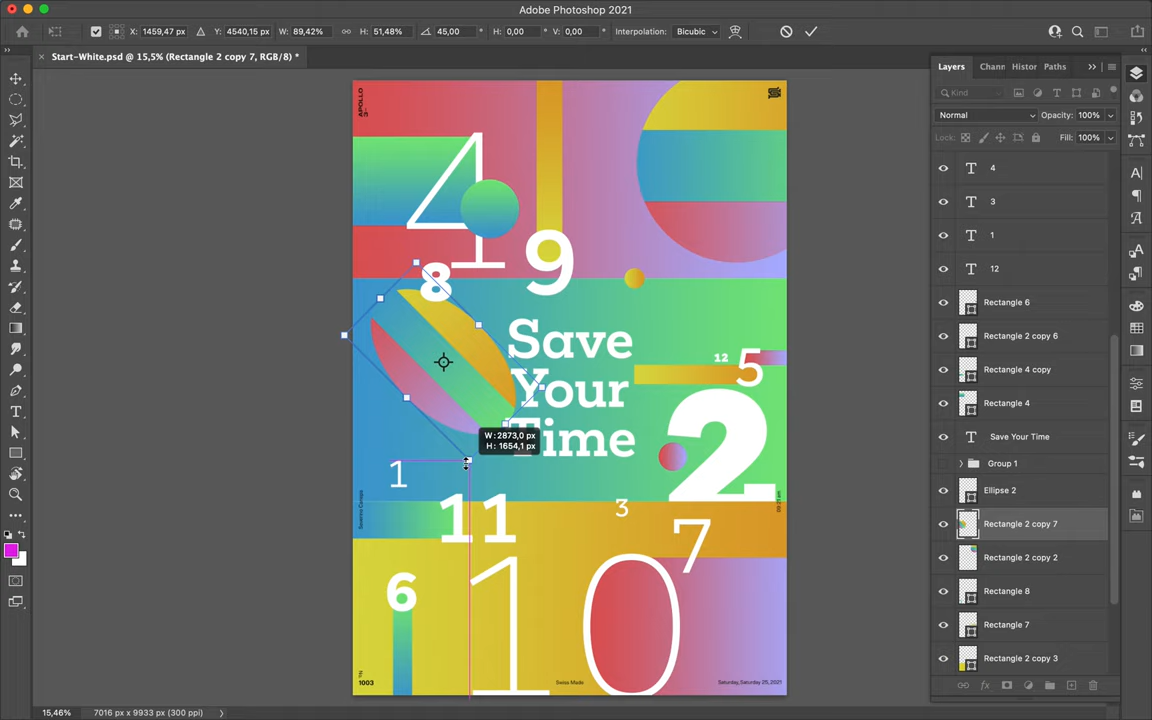 Adobe Photoshop 2021
X: 1459,47 px
Y: 4540,15 px
W: 89,42%
H: 51,48%
45,00
°
H: 0,00
°
V: 0,00
°
Interpolation:
Bicubic
Start-White.psd @ 15,5% (Rectangle 2 copy 7, RGB/8) *
Layers
Chann
Histor
Paths
Kind
Normal
Opacity: 100%
Lock:
Fill: 100%
4
3
1
12
Rectangle 6
Rectangle 2 copy 6
Rectangle 4 copy
Rectangle 4
Save Your Time
Group 1
Ellipse 2
Rectangle 2 copy 7
Rectangle 2 copy 2
Rectangle 8
Rectangle 7
Rectangle 2 copy 3
APOLLO
4
9
8
Save
Your
Time
12
5
2
W: 2873,0 px
H: 1654,1 px
1
11
3
7
6
10
1003
Swiss Made
Saturday, Saturday 25, 2021
15,46%
7016 px x 9933 px (300 ppi)